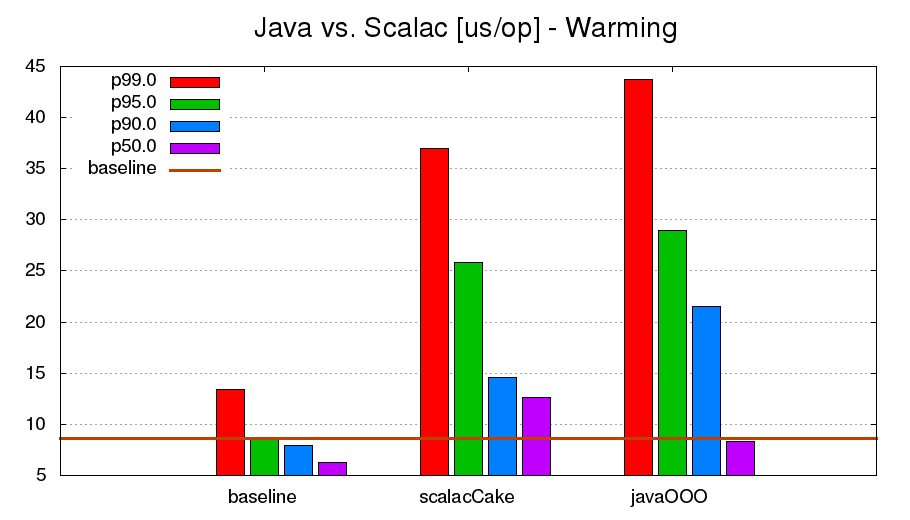 Java vs. Scalac [us/op] - Warming
45
40
35
30
25
20
15
10
5
p99.0
p95.0
p90.0
p50.0
baseline
baseline
scalacCake
javaOOO